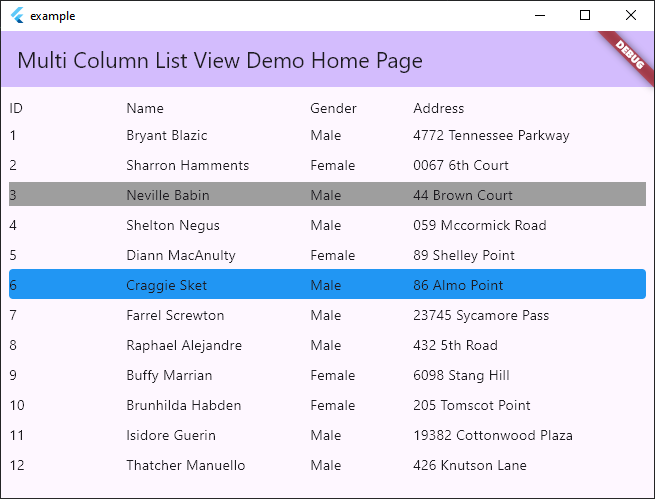 example
Multi Column List View Demo Home Page
DEBUG
ID Name Gender Address
1 Bryant Blazic Male 4772 Tennessee Parkway
2 Sharron Hamments Female 0067 6th Court
3 Neville Babin Male 44 Brown Court
4 Shelton Negus Male 059 Mccormick Road
5 Diann MacAnulty Female 89 Shelley Point
6 Craggie Sket Male 86 Almo Point
7 Farrel Screwton Male 23745 Sycamore Pass
8 Raphael Alejandre Male 432 5th Road
9 Buffy Marrian Female 6098 Stang Hill
10 Brunhilda Habden Female 205 Tomscot Point
11 Isidore Guerin Male 19382 Cottonwood Plaza
12 Thatcher Manuello Male 426 Knutson Lane